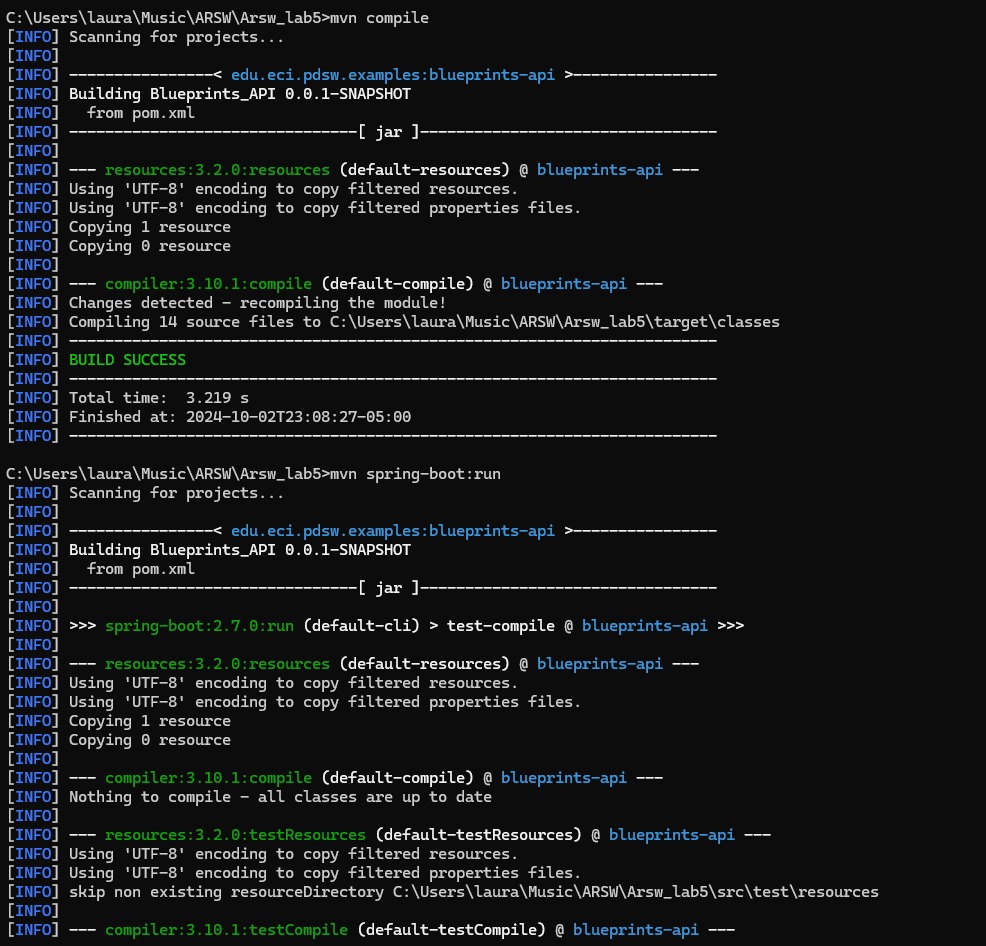 C:\Users\laura\Music\ARSW\Arsw_lab5>mvn compile
[INFO] Scanning for projects...
[INFO]
[INFO] ----------------< edu.eci.pdsw.examples:blueprints-api >----------------
[INFO] Building Blueprints_API 0.0.1-SNAPSHOT
[INFO]   from pom.xml
[INFO] --------------------------------[ jar ]---------------------------------
[INFO]
[INFO] --- resources:3.2.0:resources (default-resources) @ blueprints-api ---
[INFO] Using 'UTF-8' encoding to copy filtered resources.
[INFO] Using 'UTF-8' encoding to copy filtered properties files.
[INFO] Copying 1 resource
[INFO] Copying 0 resource
[INFO]
[INFO] --- compiler:3.10.1:compile (default-compile) @ blueprints-api ---
[INFO] Changes detected - recompiling the module!
[INFO] Compiling 14 source files to C:\Users\laura\Music\ARSW\Arsw_lab5\target\classes
[INFO] ------------------------------------------------------------------------
[INFO] BUILD SUCCESS
[INFO] ------------------------------------------------------------------------
[INFO] Total time:  3.219 s
[INFO] Finished at: 2024-10-02T23:08:27-05:00
[INFO] ------------------------------------------------------------------------
C:\Users\laura\Music\ARSW\Arsw_lab5>mvn spring-boot:run
[INFO] Scanning for projects...
[INFO]
[INFO] ----------------< edu.eci.pdsw.examples:blueprints-api >----------------
[INFO] Building Blueprints_API 0.0.1-SNAPSHOT
[INFO]   from pom.xml
[INFO] --------------------------------[ jar ]---------------------------------
[INFO]
[INFO] >>> spring-boot:2.7.0:run (default-cli) > test-compile @ blueprints-api >>>
[INFO]
[INFO] --- resources:3.2.0:resources (default-resources) @ blueprints-api ---
[INFO] Using 'UTF-8' encoding to copy filtered resources.
[INFO] Using 'UTF-8' encoding to copy filtered properties files.
[INFO] Copying 1 resource
[INFO] Copying 0 resource
[INFO]
[INFO] --- compiler:3.10.1:compile (default-compile) @ blueprints-api ---
[INFO] Nothing to compile - all classes are up to date
[INFO]
[INFO] --- resources:3.2.0:testResources (default-testResources) @ blueprints-api ---
[INFO] Using 'UTF-8' encoding to copy filtered resources.
[INFO] Using 'UTF-8' encoding to copy filtered properties files.
[INFO] skip non existing resourceDirectory C:\Users\laura\Music\ARSW\Arsw_lab5\src\test\resources
[INFO]
[INFO] --- compiler:3.10.1:testCompile (default-testCompile) @ blueprints-api ---